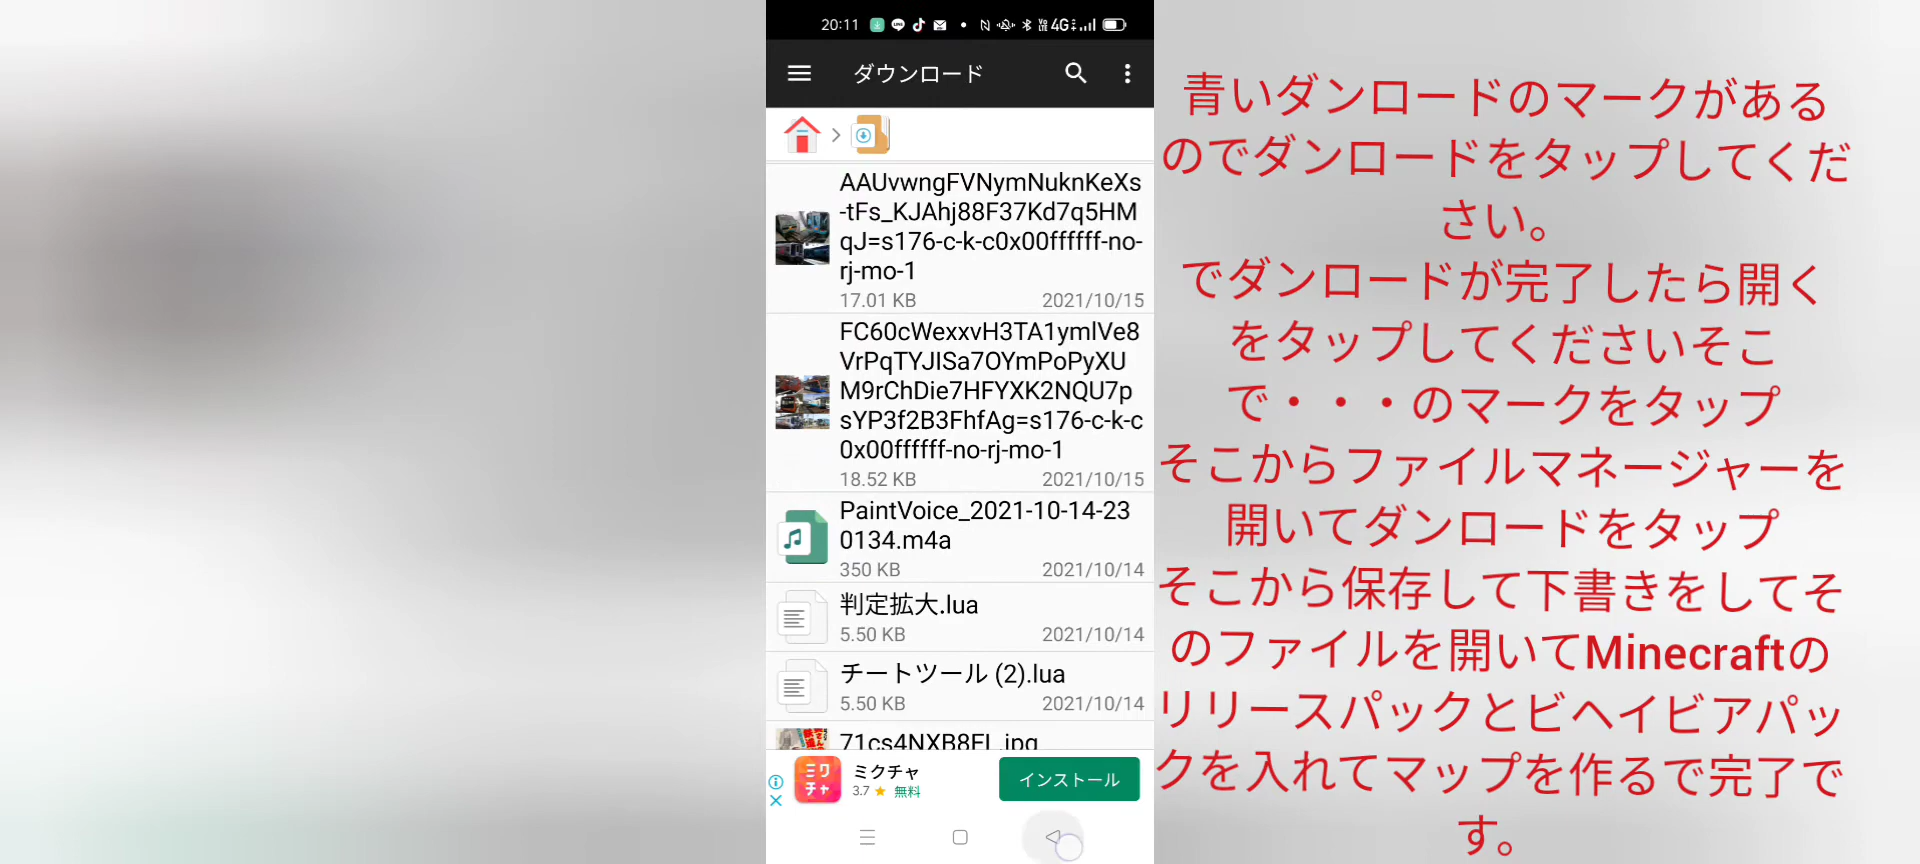 20:11
4G
ダウンロード
AAUvwngFVNymNuknKeXs
-tFs_KJAhj88F37Kd7q5HM
qJ=s176-c-k-c0x00ffffff-no-
rj-mo-1
17.01 KB 2021/10/15
FC60cWexxvH3TA1ymlVe8
VrPqTYJISa7OYmPoPyXU
M9rChDie7HFYXK2NQU7p
sYP3f2B3FhfAg=s176-c-k-c
0x00ffffff-no-rj-mo-1
18.52 KB 2021/10/15
PaintVoice_2021-10-14-23
0134.m4a
350 KB 2021/10/14
判定拡大.lua
5.50 KB 2021/10/14
チートツール (2).lua
5.50 KB 2021/10/14
71cs4NXB8FL.jpg
ミクチャ
ミクチャ
3.7 ★ 無料
インストール
青いダンロードのマークがある
のでダンロードをタップしてくだ
さい。
でダンロードが完了したら開く
をタップしてくださいそこ
で・・・のマークをタップ
そこからファイルマネージャーを
開いてダンロードをタップ
そこから保存して下書きをしてそ
のファイルを開いてMinecraftの
リリースパックとビヘイビアパッ
クを入れてマップを作るで完了で
す。